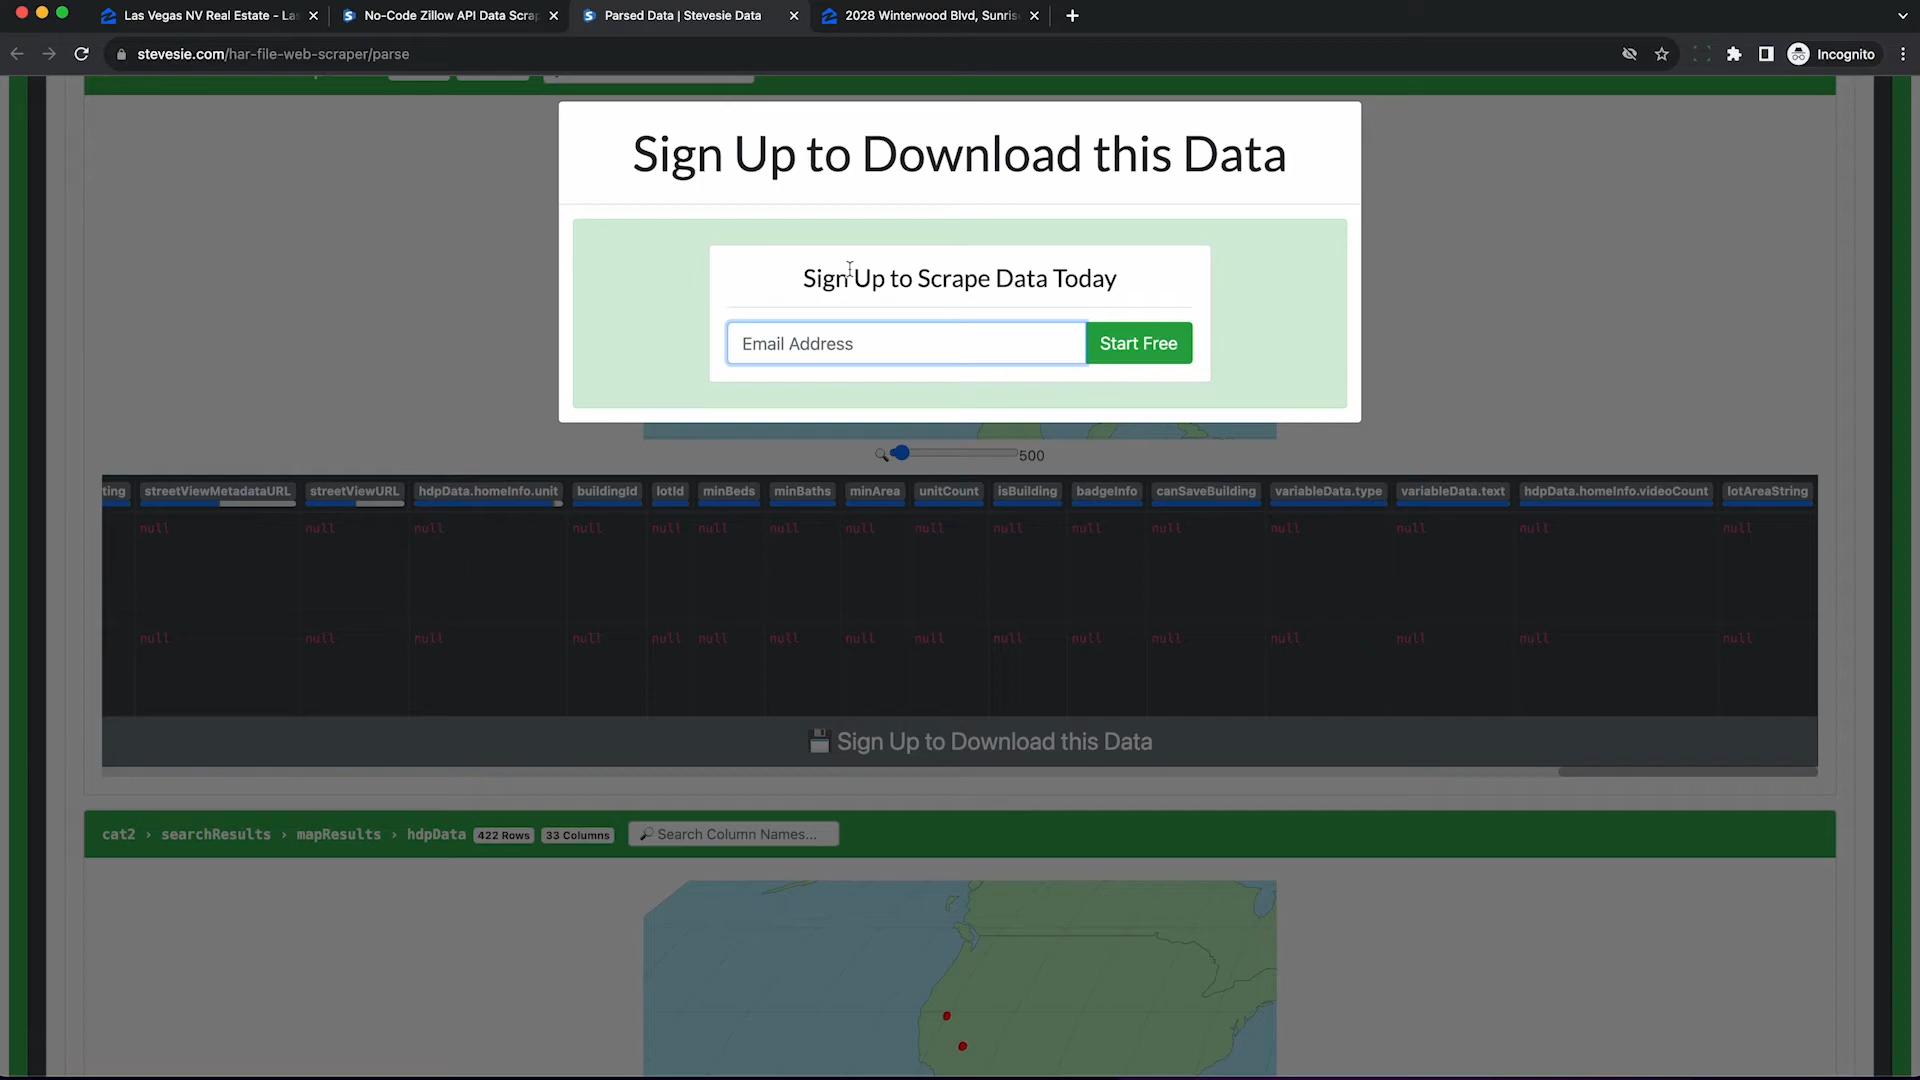 Las Vegas NV Real Estate - La
No-Code Zillow API Data Scrap
Parsed Data | Stevesie Data
2028 Winterwood Blvd, Sunris
stevesie.com/har-file-web-scraper/parse
Incognito
Sign Up to Download this Data
Sign Up to Scrape Data Today
Email Address
Start Free
500
ting streetViewMetadataURL streetViewURL hdpData.homeInfo.unit buildingId lotId minBeds minBaths minArea unitCount isBuilding badgeInfo canSaveBuilding variableData.type variableData.text hdpData.homeInfo.videoCount lotAreaString
null null null null null null null null null null null null null null null null
null null null null null null null null null null null null null null null null
Sign Up to Download this Data
cat2 › searchResults › mapResults › hdpData 422 Rows 33 Columns Search Column Names...